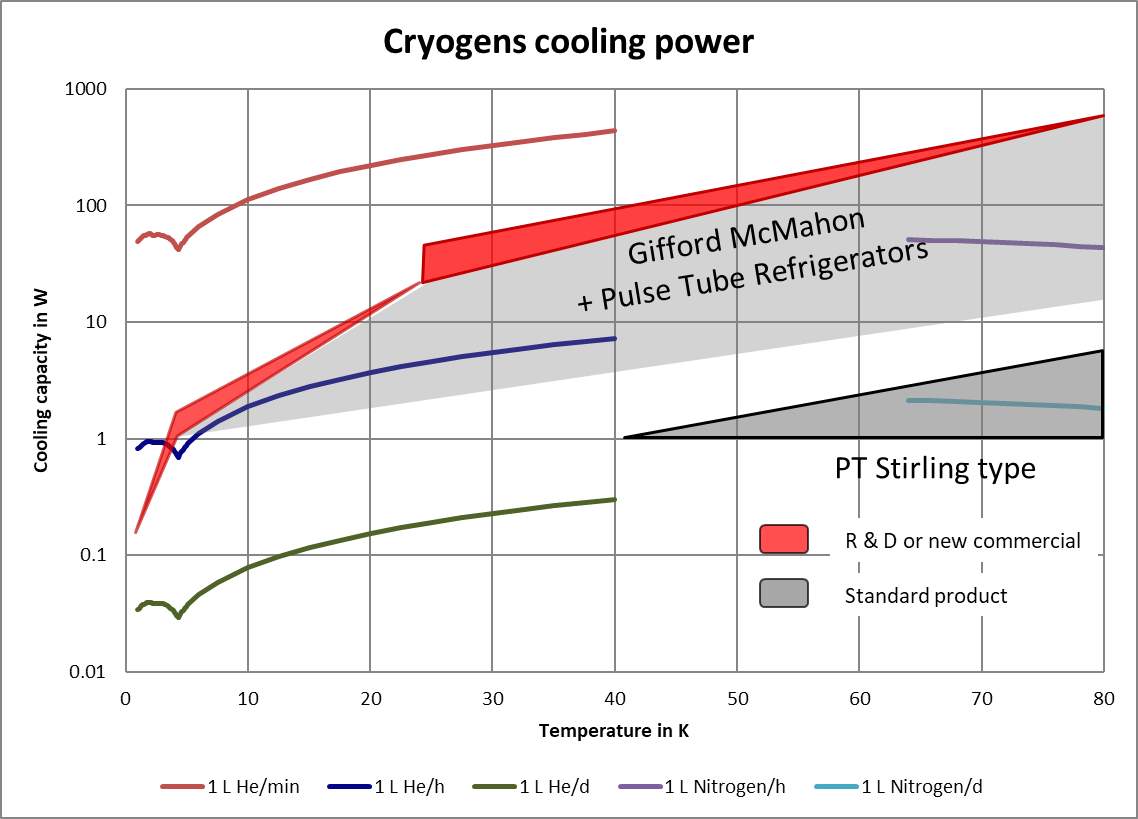 Cryogens cooling power
1000
100
10
1
0.1
0.01
Cooling capacity in W
Gifford McMahon
+ Pulse Tube Refrigerators
PT Stirling type
R & D or new commercial
Standard product
0 10 20 30 40 50 60 70 80
Temperature in K
1 L He/min 1 L He/h 1 L He/d 1 L Nitrogen/h 1 L Nitrogen/d